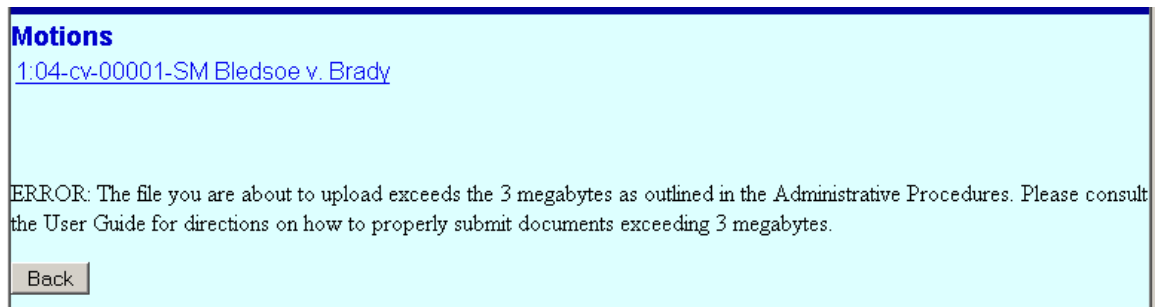 Motions
1:04-cv-00001-SM Bledsoe v. Brady
ERROR: The file you are about to upload exceeds the 3 megabytes as outlined in the Administrative Procedures. Please consult
the User Guide for directions on how to properly submit documents exceeding 3 megabytes.
Back